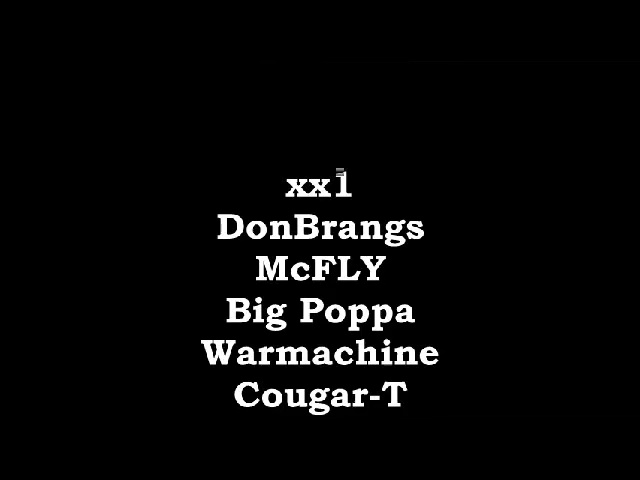 xx1
DonBrangs
McFLY
Big Poppa
Warmachine
Cougar-T